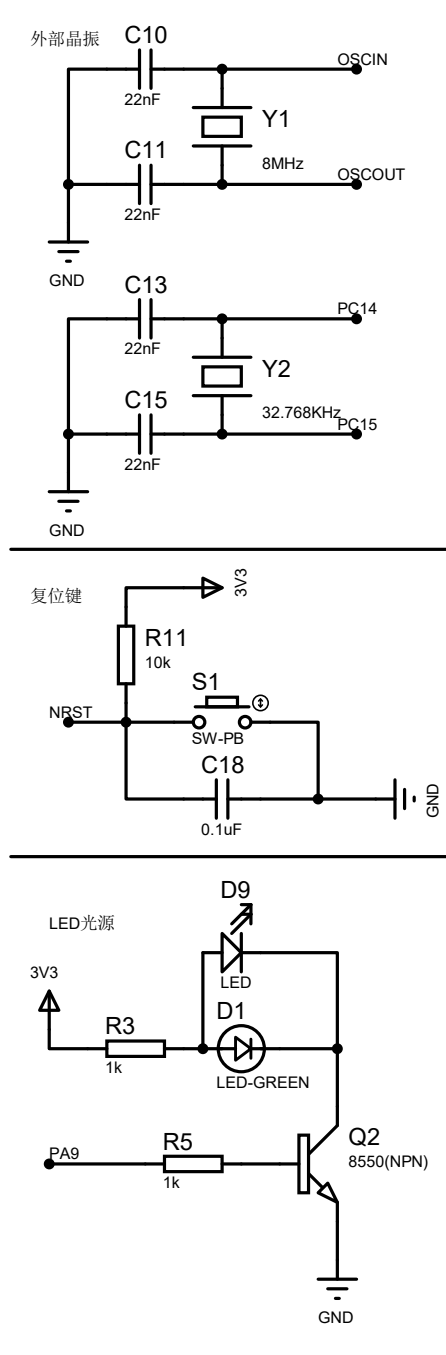 外部晶振
C10
22nF
OSCIN
Y1
8MHz
C11
22nF
OSCOUT
GND
C13
22nF
PC14
Y2
32.768KHz
C15
22nF
PC15
GND
复位键
3V3
R11
10k
S1
NRST
SW-PB
C18
0.1uF
GND
D9
LED光源
LED
3V3
D1
R3
1k
LED-GREEN
Q2
8550(NPN)
PA9
R5
1k
GND